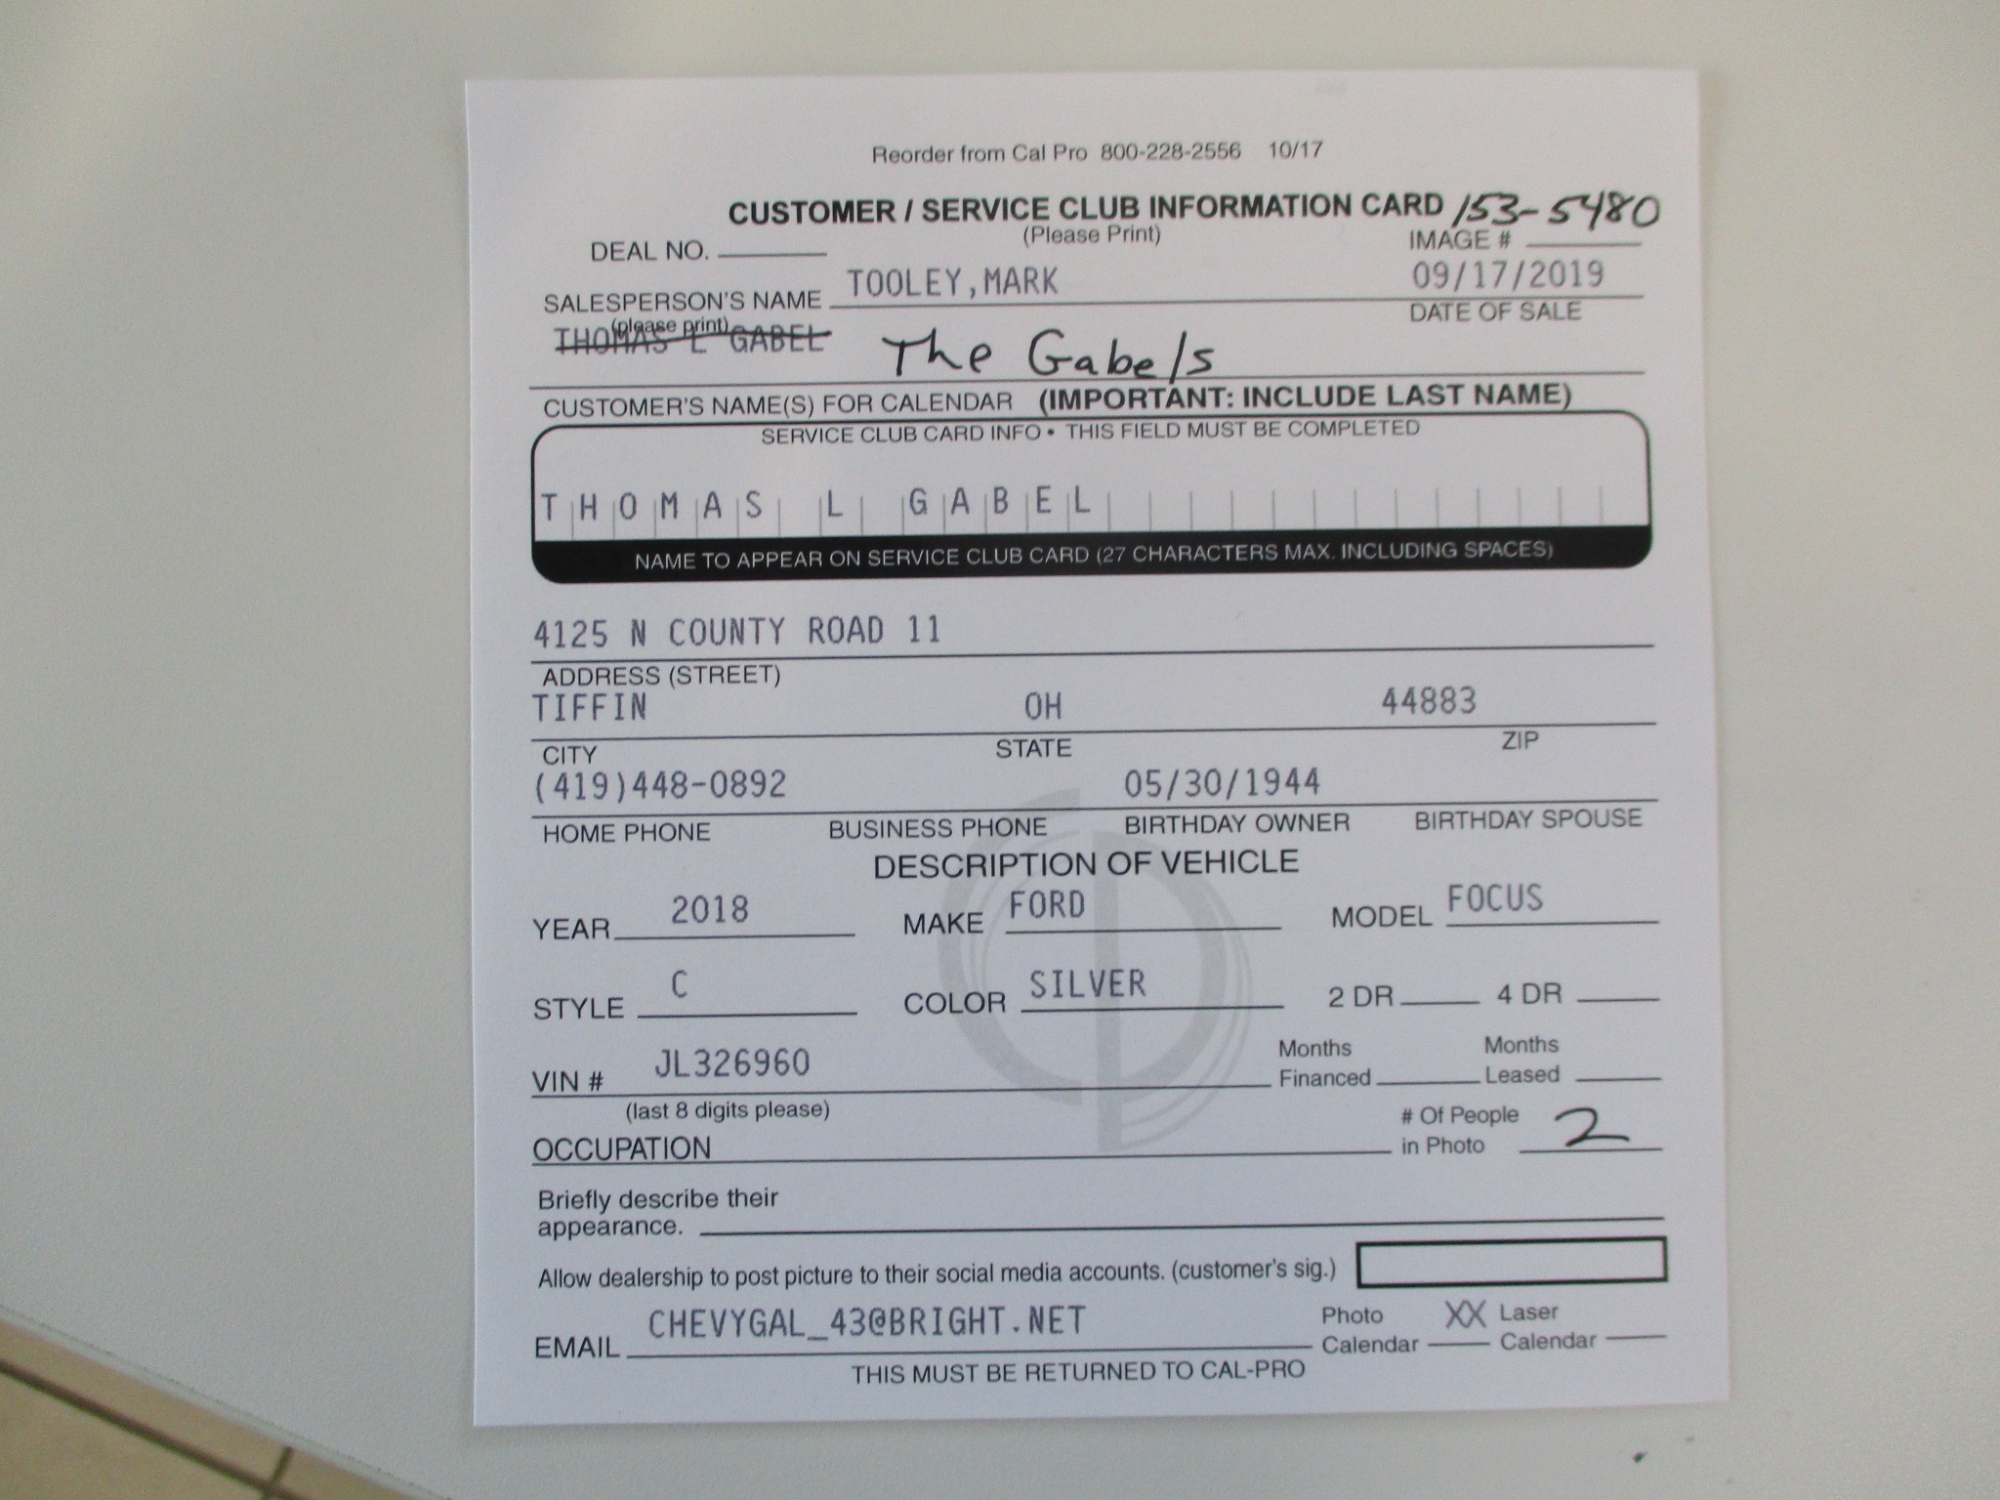 Reorder from Cal Pro 800-228-2556 10/17
CUSTOMER / SERVICE CLUB INFORMATION CARD 153-5480
(Please Print)
DEAL NO. IMAGE #
TOOLEY,MARK 09/17/2019
SALESPERSON'S NAME DATE OF SALE
(please print)
THOMAS L GABEL The Gabels
CUSTOMER'S NAME(S) FOR CALENDAR (IMPORTANT: INCLUDE LAST NAME)
SERVICE CLUB CARD INFO • THIS FIELD MUST BE COMPLETED
THOMAS L GABEL
NAME TO APPEAR ON SERVICE CLUB CARD (27 CHARACTERS MAX. INCLUDING SPACES)
4125 N COUNTY ROAD 11
ADDRESS (STREET)
TIFFIN OH 44883
CITY STATE ZIP
(419)448-0892 05/30/1944
HOME PHONE BUSINESS PHONE BIRTHDAY OWNER BIRTHDAY SPOUSE
DESCRIPTION OF VEHICLE
YEAR 2018 MAKE FORD MODEL FOCUS
STYLE C COLOR SILVER 2 DR 4 DR
VIN # JL326960 Months Financed Months Leased
(last 8 digits please)
OCCUPATION # Of People in Photo 2
Briefly describe their
appearance.
Allow dealership to post picture to their social media accounts. (customer's sig.)
EMAIL CHEVYGAL_43@BRIGHT.NET Photo Calendar XX Laser Calendar
THIS MUST BE RETURNED TO CAL-PRO